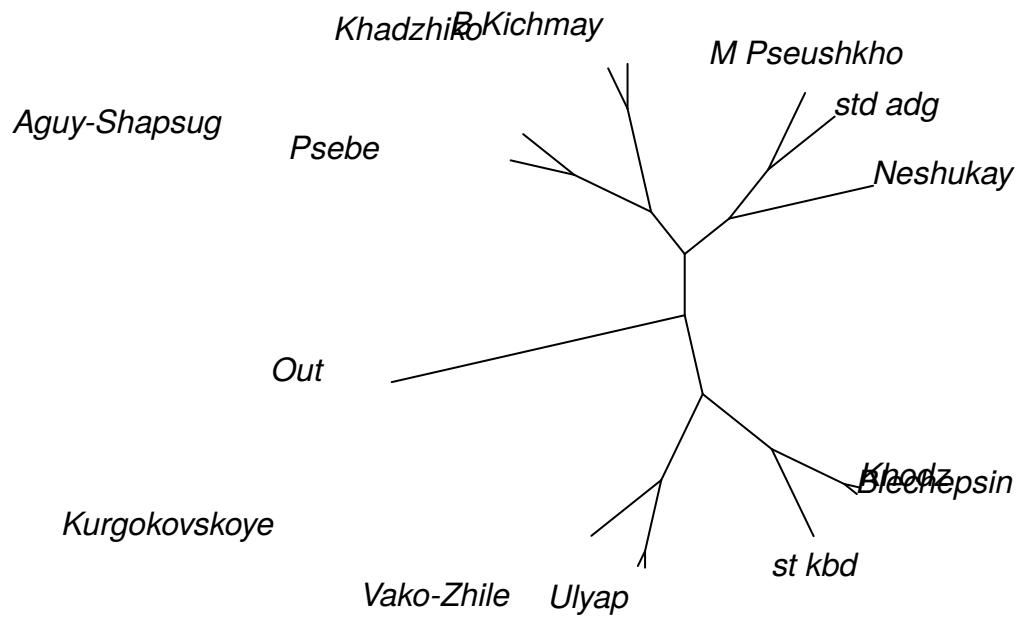 Khadzhiko
B Kichmay
M Pseushkho
std adg
Aguy-Shapsug
Psebe
Neshukay
Out
Khodz
Blechepsin
Kurgokovskoye
st kbd
Vako-Zhile
Ulyap